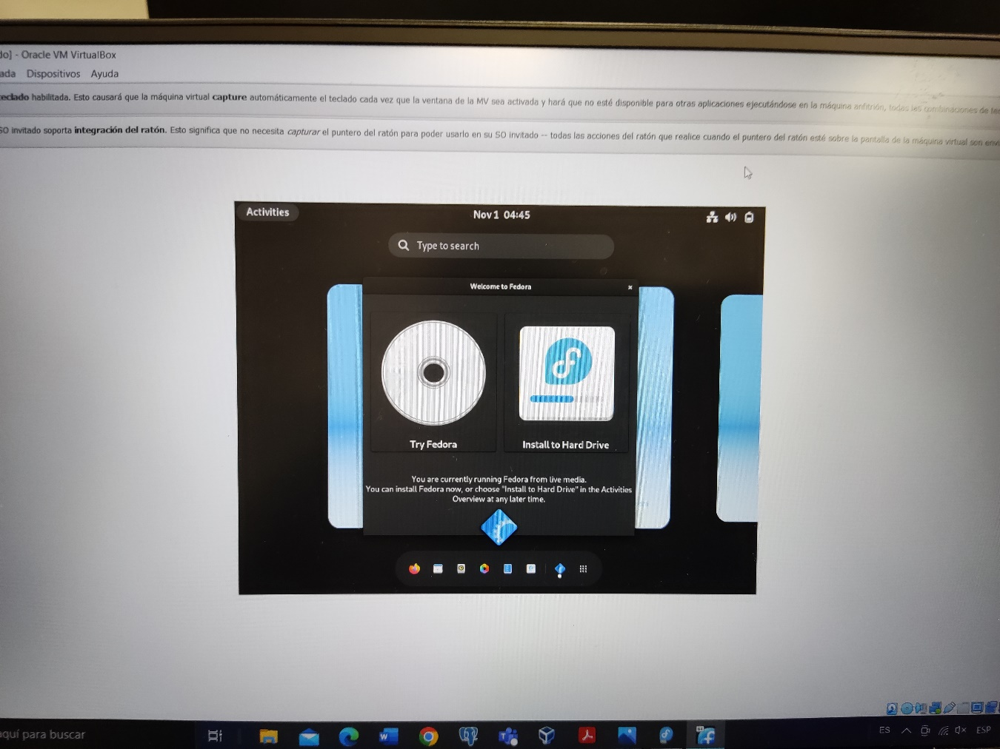 do] - Oracle VM VirtualBox
ada Dispositivos Ayuda
teclado habilitada. Esto causará que la máquina virtual capture automáticamente el teclado cada vez que la ventana de la MV sea activada y hará que no esté disponible para otras aplicaciones ejecutándose en la máquina anfitrión, todas las combinaciones de te
SO invitado soporta integración del ratón. Esto significa que no necesita capturar el puntero del ratón para poder usarlo en su SO invitado -- todas las acciones del ratón que realice cuando el puntero del ratón esté sobre la pantalla de la máquina virtual son env
Activities
Nov 1 04:45
Type to search
Welcome to Fedora
Try Fedora
Install to Hard Drive
You are currently running Fedora from live media.
You can install Fedora now, or choose "Install to Hard Drive" in the Activities
Overview at any later time.
aquí para buscar
ES
ESP